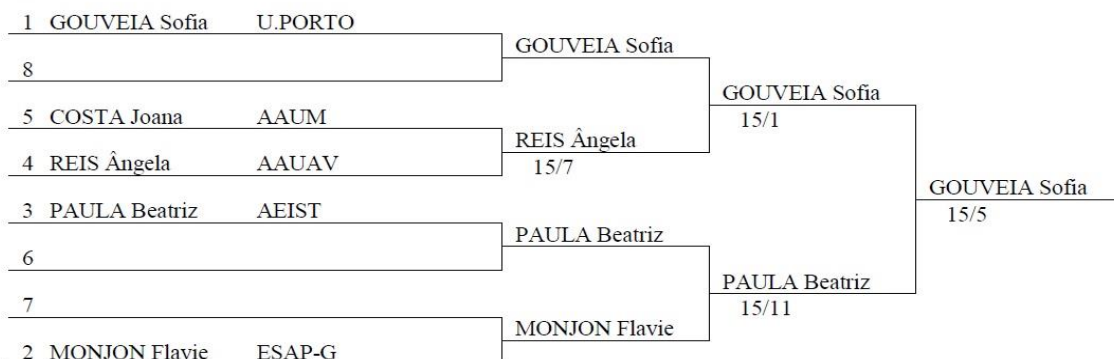 1 GOUVEIA Sofia U.PORTO
8
5 COSTA Joana AAUM
4 REIS Ângela AAUAV
3 PAULA Beatriz AEIST
6
7
2 MONJON Flavie ESAP-G
GOUVEIA Sofia
REIS Ângela
15/7
PAULA Beatriz
MONJON Flavie
GOUVEIA Sofia
15/1
PAULA Beatriz
15/11
GOUVEIA Sofia
15/5